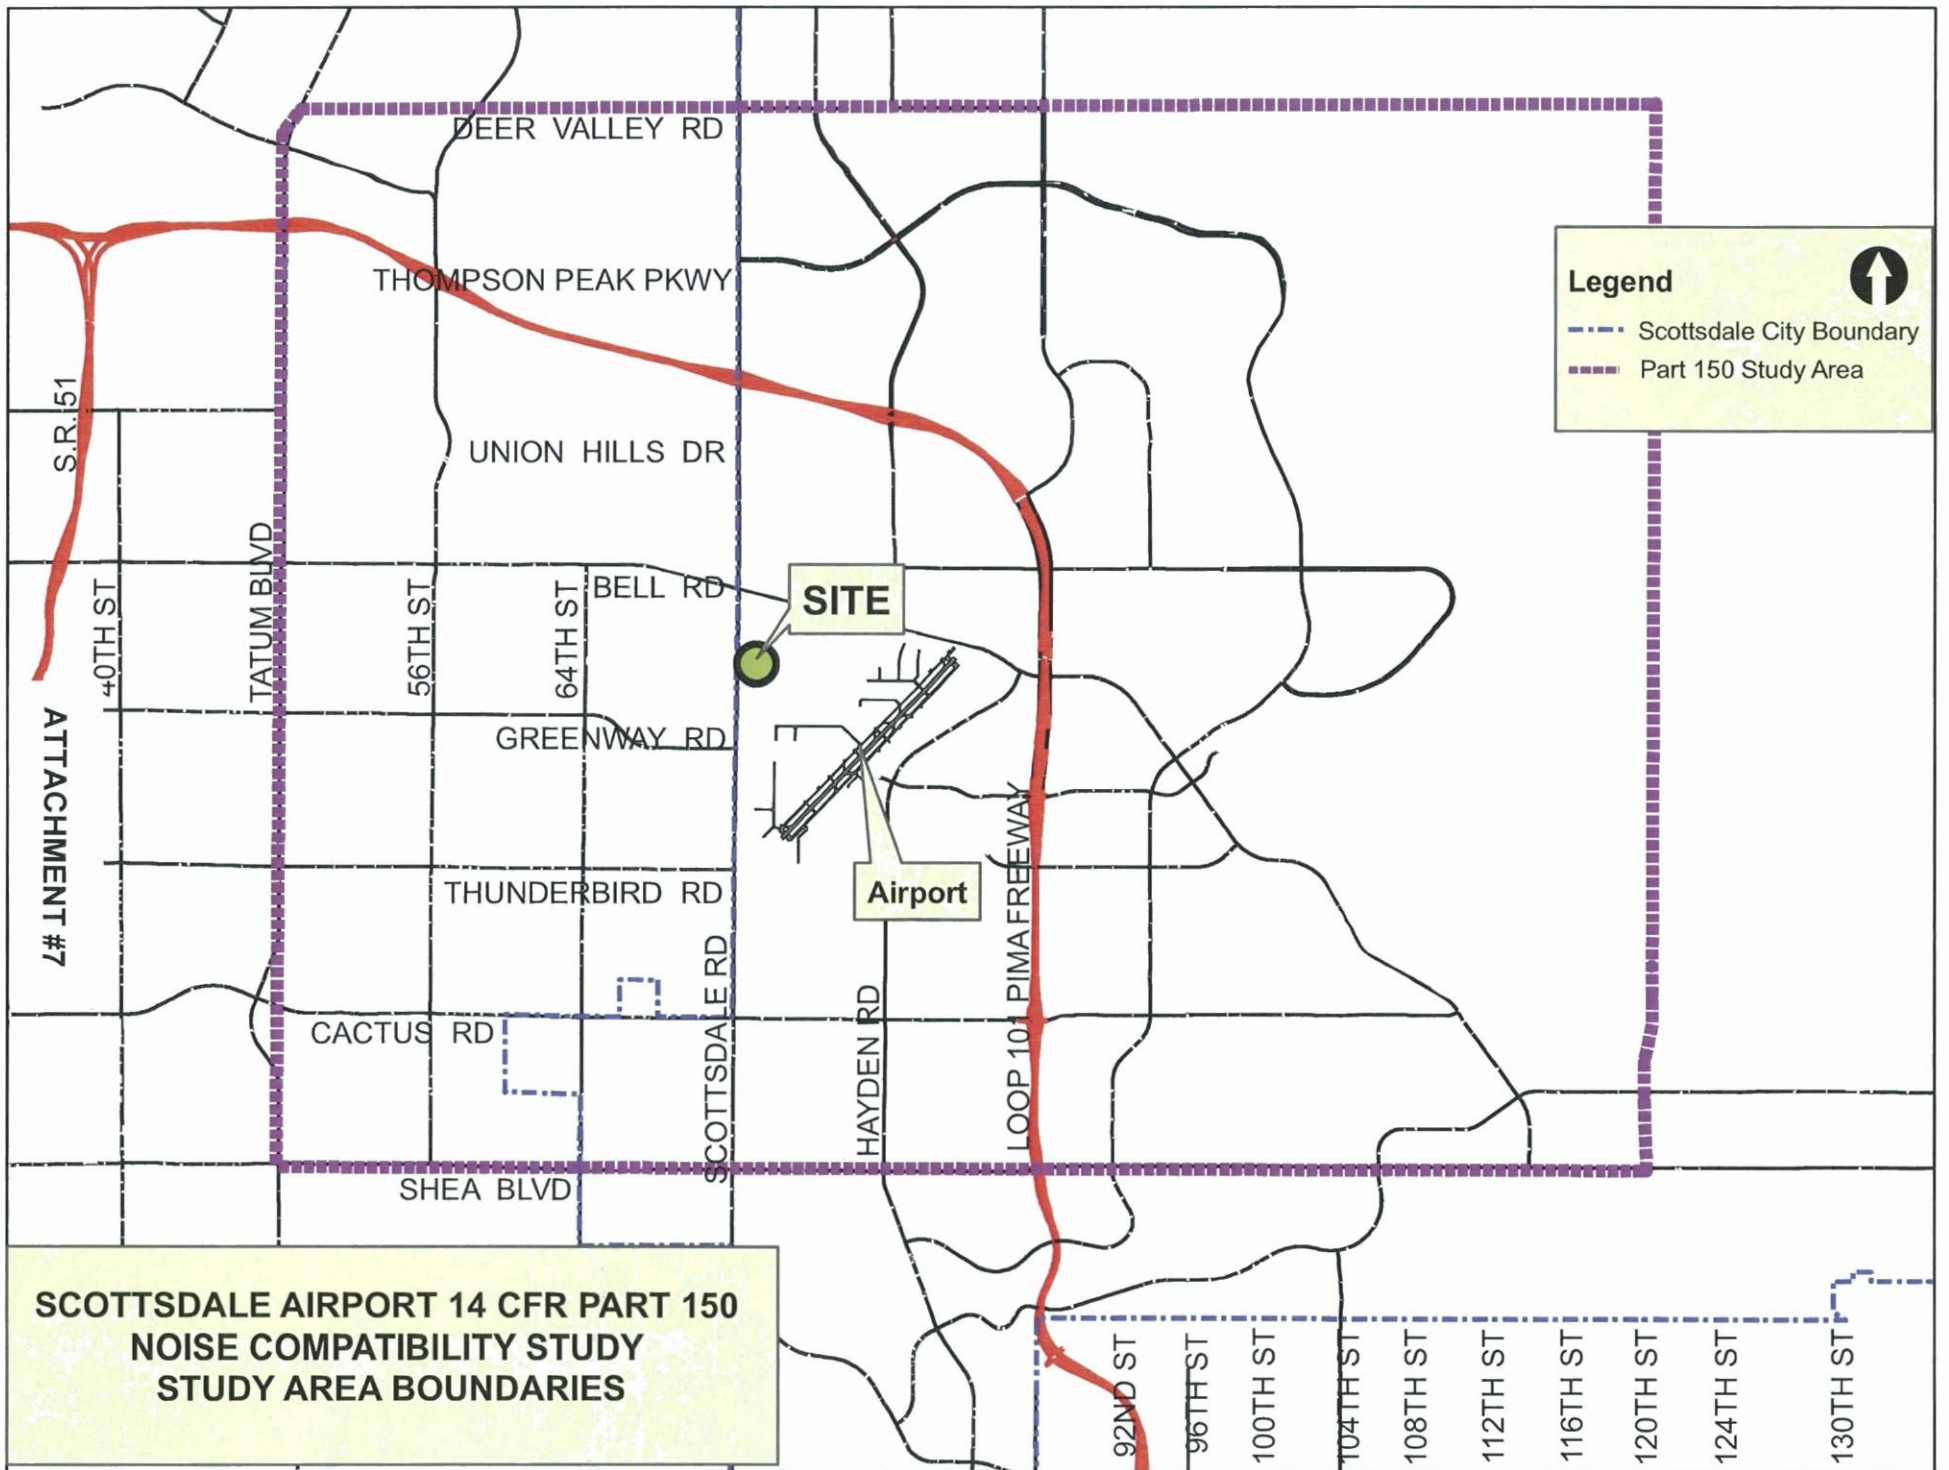 DEER VALLEY RD
THOMPSON PEAK PKWY
Legend
Scottsdale City Boundary
Part 150 Study Area
S.R. 51
UNION HILLS DR
BELL RD
SITE
40TH ST
TATUM BLVD
56TH ST
64TH ST
GREENWAY RD
ATTACHMENT #7
THUNDERBIRD RD
Airport
CACTUS RD
SCOTTSDALE RD
HAYDEN RD
LOOP 101 PIMA FREEWAY
SHEA BLVD
SCOTTSDALE AIRPORT 14 CFR PART 150
NOISE COMPATIBILITY STUDY
STUDY AREA BOUNDARIES
92ND ST
96TH ST
100TH ST
104TH ST
108TH ST
112TH ST
116TH ST
120TH ST
124TH ST
130TH ST